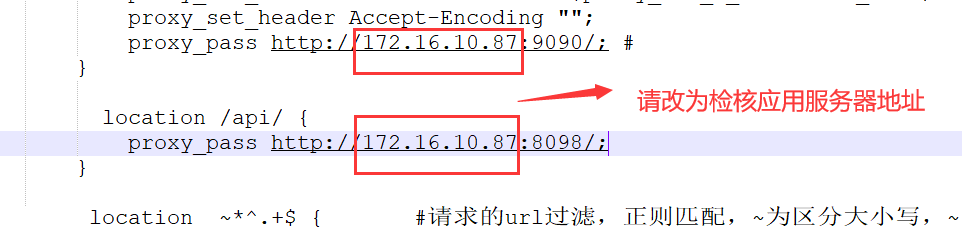 proxy_set_header Accept-Encoding "";
proxy_pass http://172.16.10.87:9090/; #
}
请改为检核应用服务器地址
location /api/ {
proxy_pass http://172.16.10.87:8098/;
}
location ~*^.+$ { #请求的url过滤，正则匹配，~为区分大小写，~